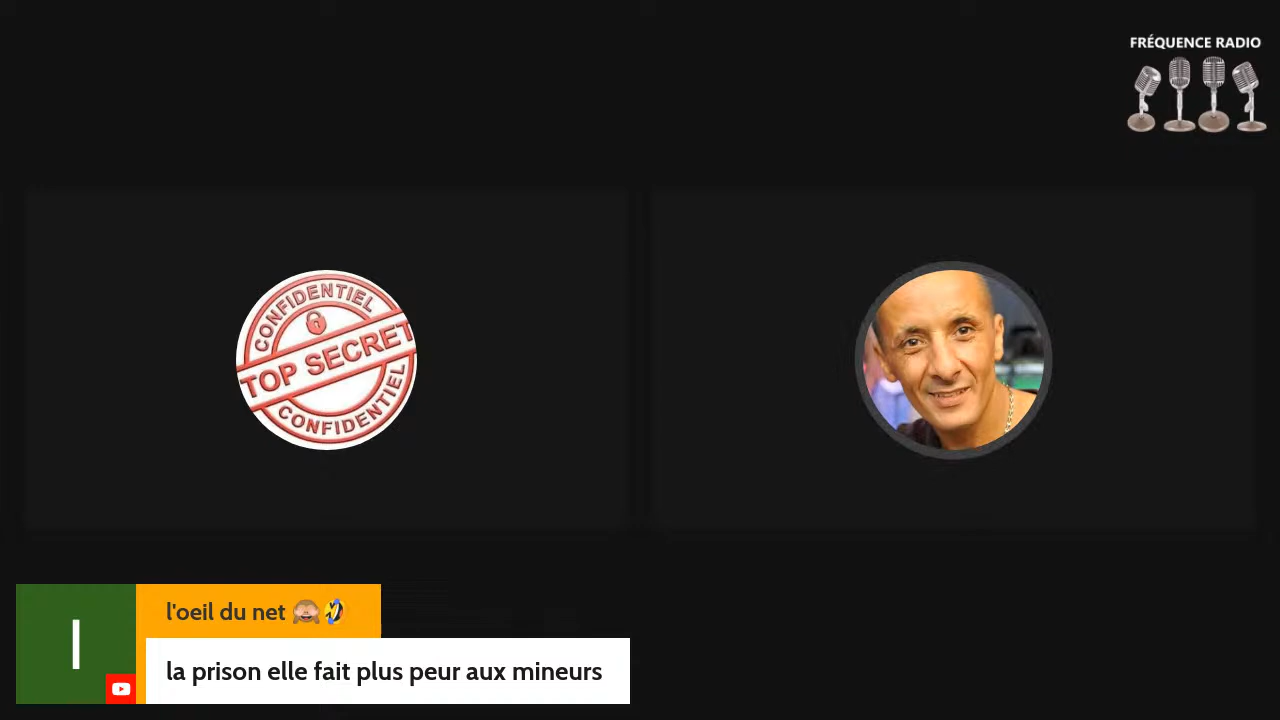 FRÉQUENCE RADIO
CONFIDENTIEL
TOP SECRET
CONFIDENTIEL
l'oeil du net 🙈🤣
la prison elle fait plus peur aux mineurs